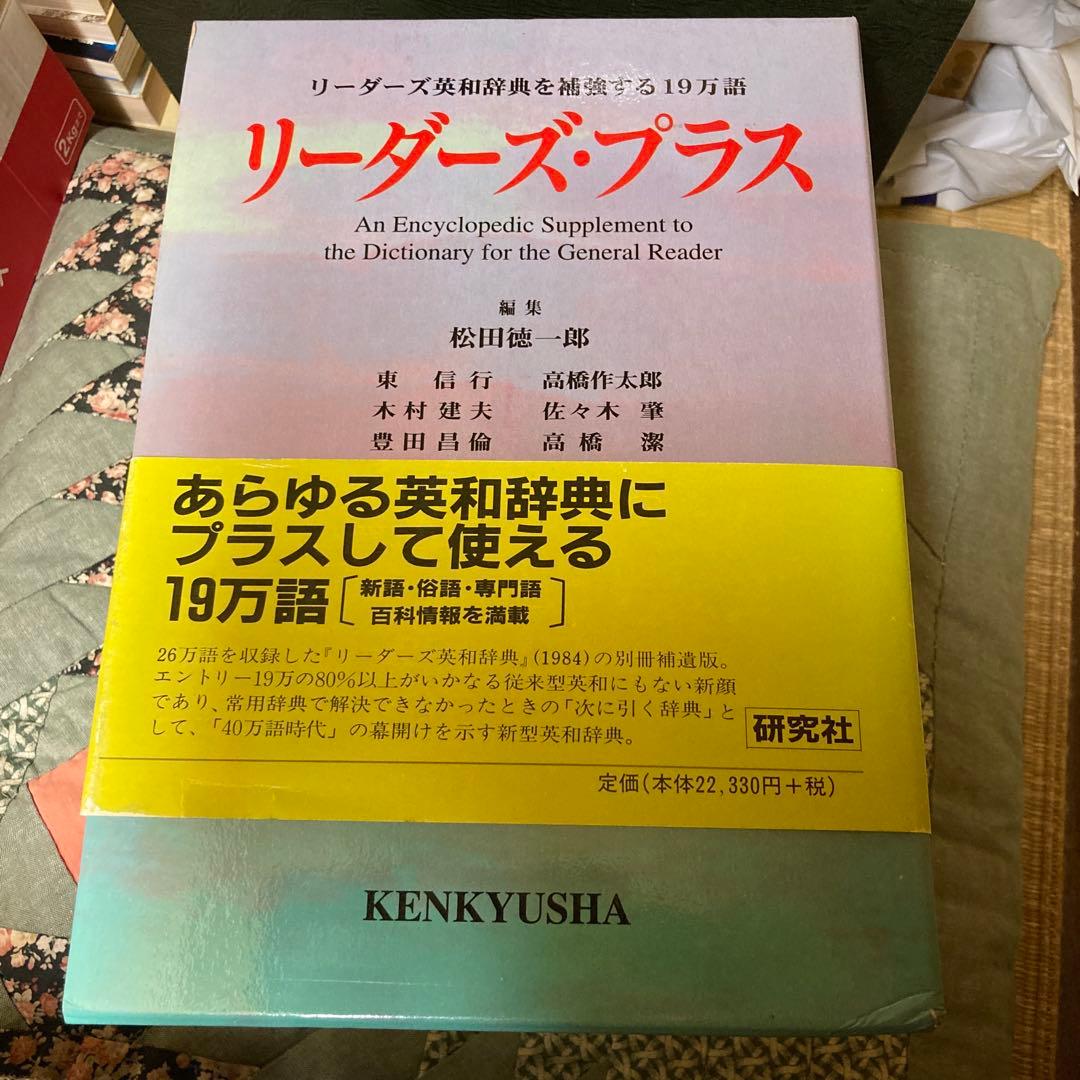 リーダーズ英和辞典を補強する19万語
リーダーズ・プラス
An Encyclopedic Supplement to
the Dictionary for the General Reader
編集
松田徳一郎
東 信行 高橋作太郎
木村建夫 佐々木 肇
豊田昌倫 高橋 潔
あらゆる英和辞典に
プラスして使える
19万語[新語・俗語・専門語
百科情報を満載]
26万語を収録した『リーダーズ英和辞典』(1984)の別冊補遺版。
エントリー19万の80%以上がいかなる従来型英和にもない新顔
であり、常用辞典で解決できなかったときの「次に引く辞典」と
して、「40万語時代」の幕開けを示す新型英和辞典。
研究社
定価(本体22,330円+税)
KENKYUSHA
2kgまで